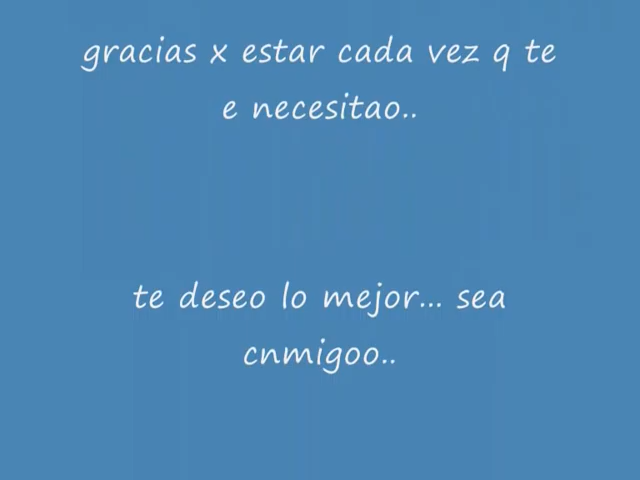 gracias x estar cada vez q te
e necesitao..
te deseo lo mejor... sea
cnmigoo..